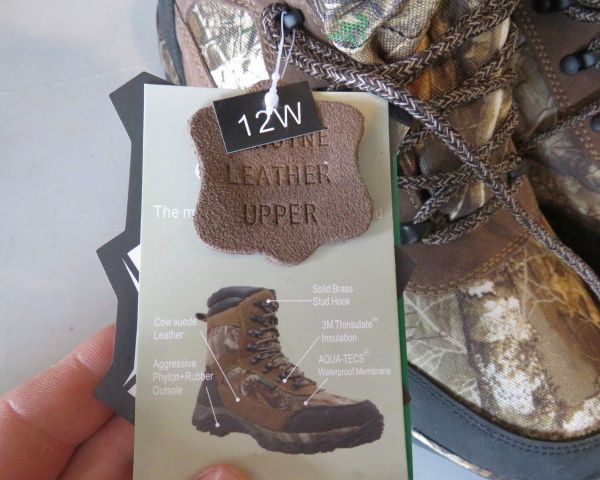 12W
LEATHER
UPPER
The
Solid Brass
Stud Hook
Cow suede
Leather
3M Thinsulate™
Insulation
Aggressive
Phylon+Rubber
Outsole
AQUA-TECS®
Waterproof Membrane